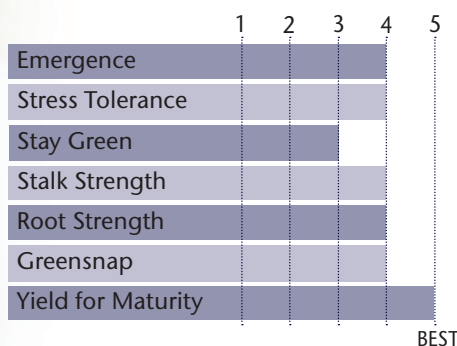 1 2 3 4 5
Emergence
Stress Tolerance
Stay Green
Stalk Strength
Root Strength
Greensnap
Yield for Maturity
BEST